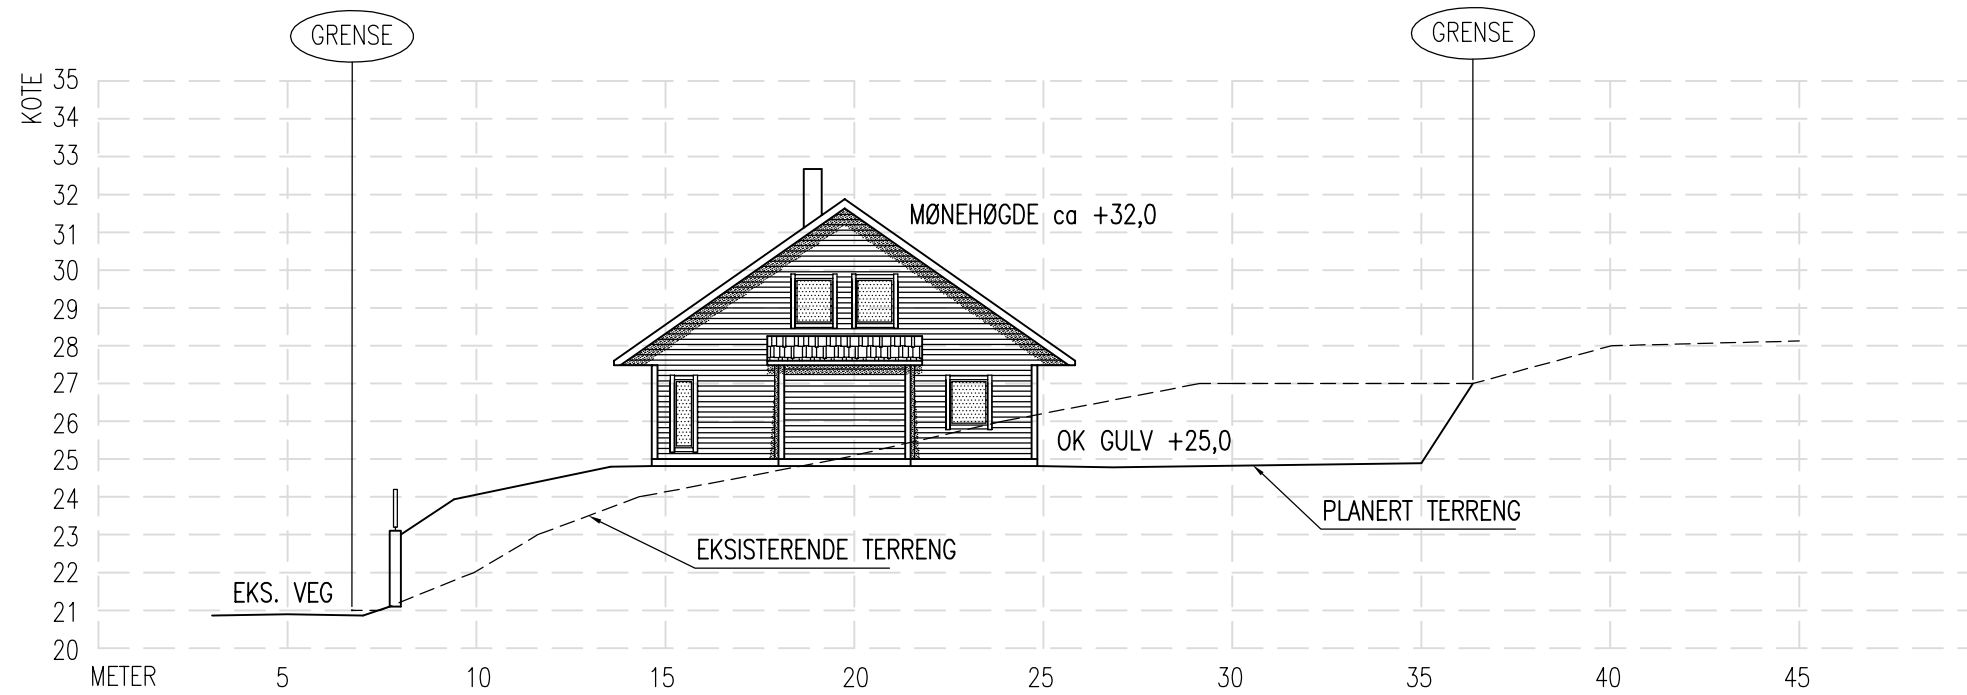 GRENSE
GRENSE
KOTE
35
34
33
32
31
30
29
28
27
26
25
24
23
22
21
20
MØNEHØGDE ca +32,0
OK GULV +25,0
PLANERT TERRENG
EKSISTERENDE TERRENG
EKS. VEG
METER 5 10 15 20 25 30 35 40 45